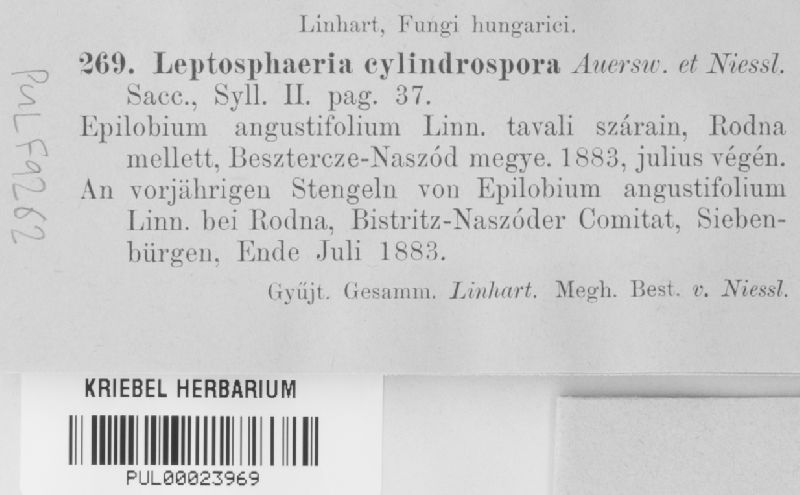 Linhart, Fungi hungarici.
269. Leptosphaeria cylindrospora Auersw. et Niessl.
Sacc., Syll. II. pag. 37.
Epilobium angustifolium Linn. tavali szárain, Rodna
mellett, Besztercze-Naszód megye. 1883, julius végén.
An vorjährigen Stengeln von Epilobium angustifolium
Linn. bei Rodna, Bistritz-Naszóder Comitat, Sieben-
bürgen, Ende Juli 1883.
Gyűjt. Gesamm. Linhart. Megh. Best. v. Niessl.
PUL F9262
KRIEBEL HERBARIUM
PUL00023969